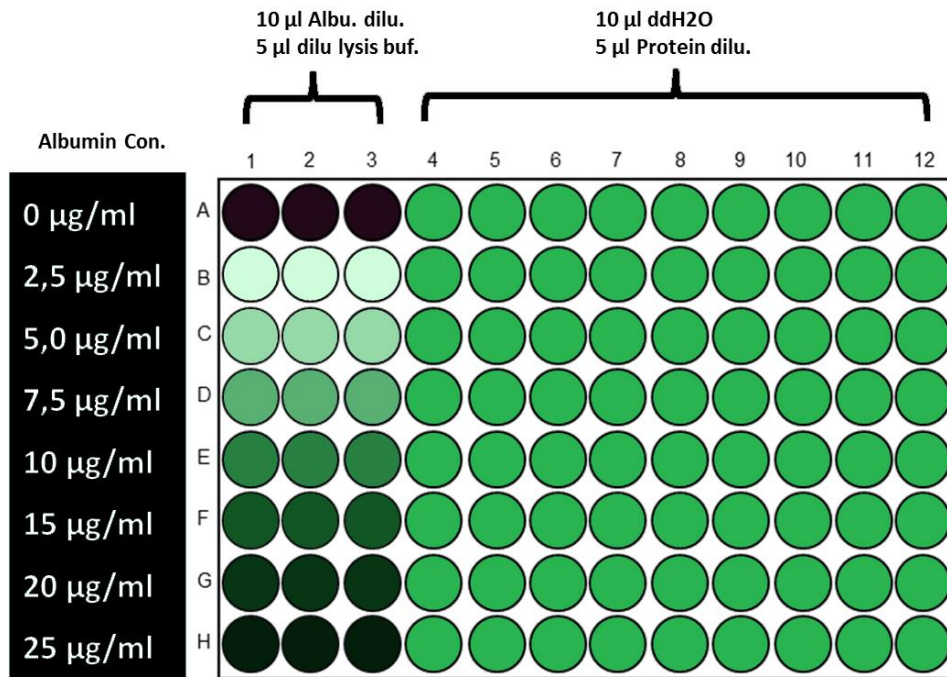 10 µl Albu. dilu.
5 µl dilu lysis buf.
10 µl ddH2O
5 µl Protein dilu.
Albumin Con.
1 2 3 4 5 6 7 8 9 10 11 12
0 µg/ml A
2,5 µg/ml B
5,0 µg/ml C
7,5 µg/ml D
10 µg/ml E
15 µg/ml F
20 µg/ml G
25 µg/ml H